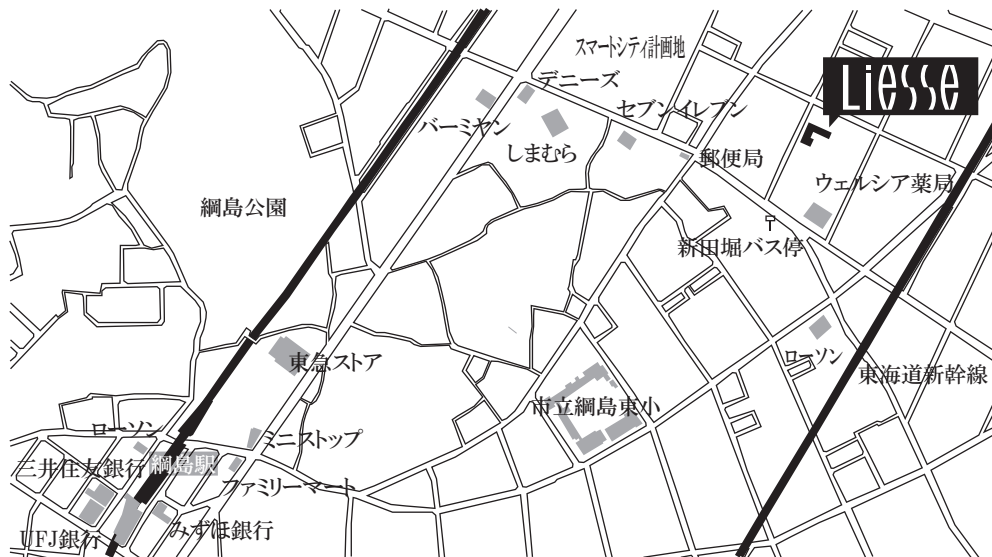 スマートシティ計画地
Liesse
デニーズ
セブンイレブン
バーミヤン
しまむら
郵便局
ウェルシア薬局
綱島公園
新田堀バス停
東急ストア
ローソン
東海道新幹線
市立綱島東小
ローソン
ミニストップ
三井住友銀行
綱島駅
ファミリーマート
みずほ銀行
UFJ銀行